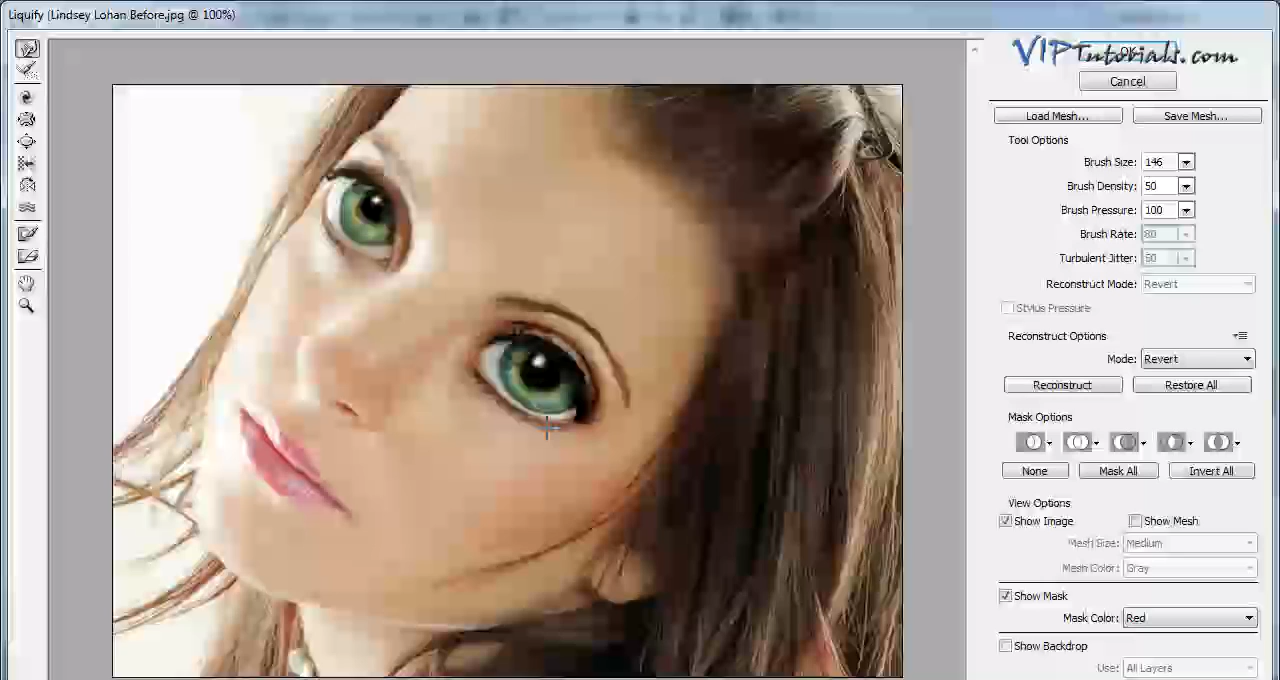 Liquify (Lindsey Lohan Before.jpg @ 100%)
VIPTutorials.com
OK
Cancel
Load Mesh... Save Mesh...
Tool Options
Brush Size: 146
Brush Density: 50
Brush Pressure: 100
Brush Rate: 80
Turbulent Jitter: 50
Reconstruct Mode: Revert
Stylus Pressure
Reconstruct Options
Mode: Revert
Reconstruct Restore All
Mask Options
None Mask All Invert All
View Options
Show Image Show Mesh
Mesh Size: Medium
Mesh Color: Gray
Show Mask
Mask Color: Red
Show Backdrop
Use: All Layers